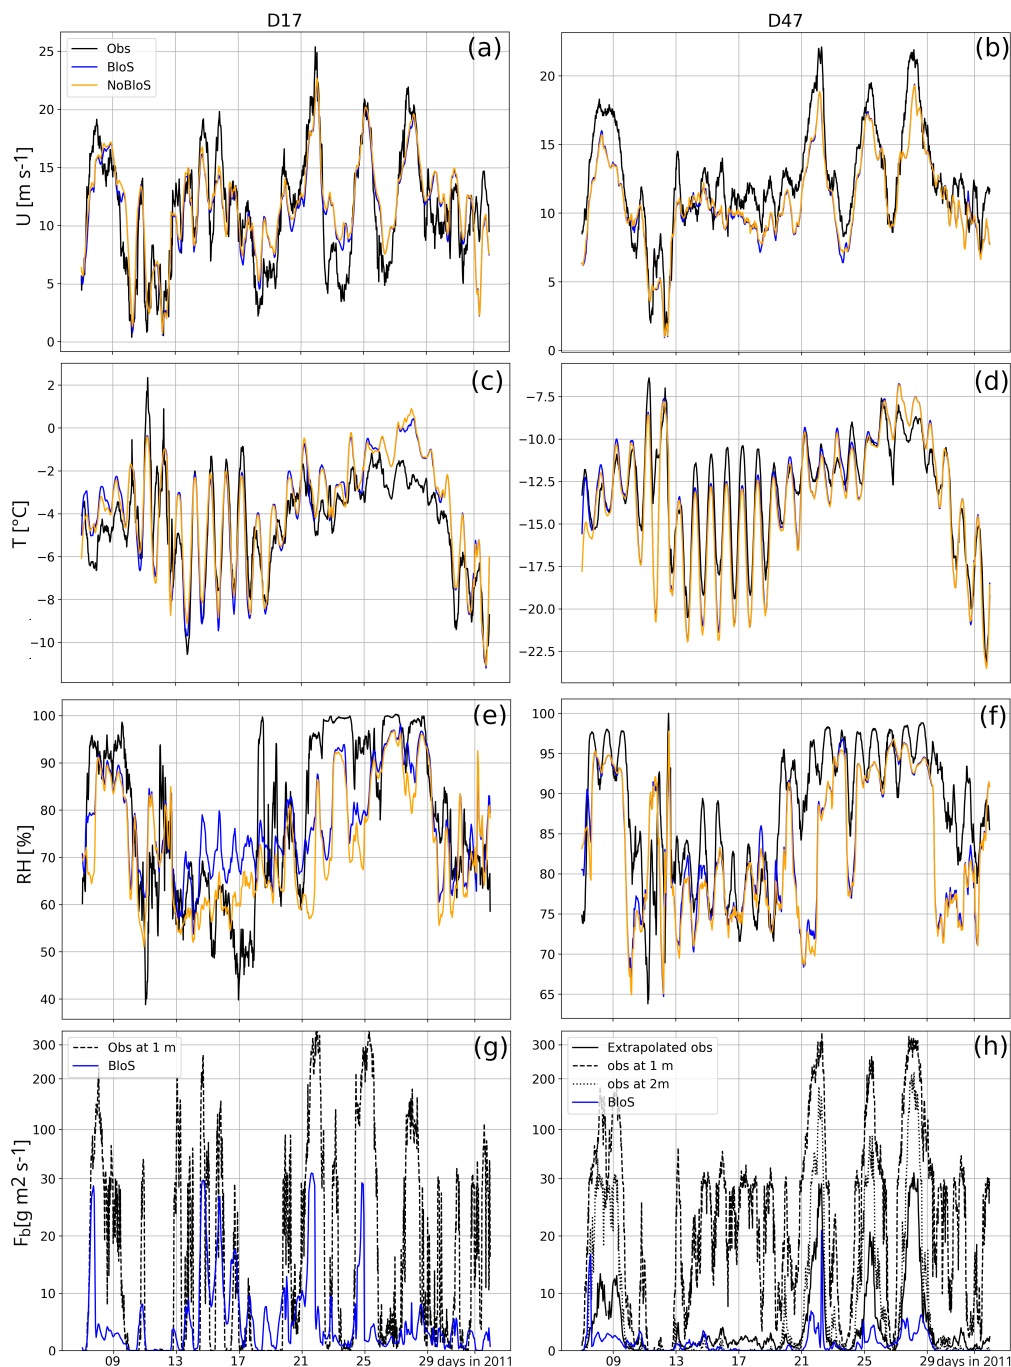 D17
D47
(a)
Obs
BloS
NoBloS
25
20
15
10
5
0
U [m s-1]
(b)
20
15
10
5
0
(c)
2
0
−2
−4
−6
−8
−10
T [°C]
(d)
−7.5
−10.0
−12.5
−15.0
−17.5
−20.0
−22.5
(e)
100
90
80
70
60
50
40
RH [%]
(f)
100
95
90
85
80
75
70
65
(g)
Obs at 1 m
BloS
300
200
100
30
20
10
0
Fb[g m2 s-1]
09
13
17
21
25
29
days in 2011
(h)
Extrapolated obs
obs at 1 m
obs at 2m
BloS
300
200
100
30
20
10
0
09
13
17
21
25
29
days in 2011